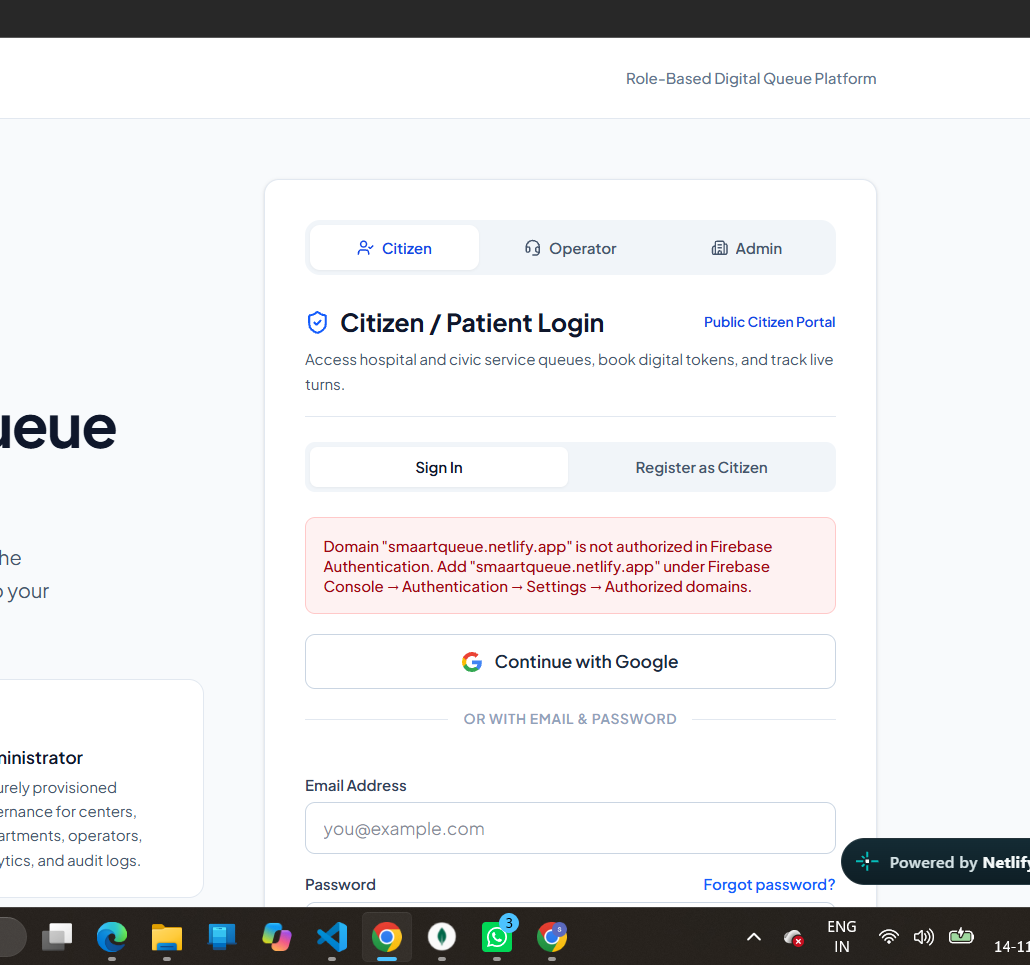 Role-Based Digital Queue Platform
Citizen
Operator
Admin
Citizen / Patient Login
Public Citizen Portal
Access hospital and civic service queues, book digital tokens, and track live
turns.
Sign In
Register as Citizen
Domain "smaartqueue.netlify.app" is not authorized in Firebase
Authentication. Add "smaartqueue.netlify.app" under Firebase
Console → Authentication → Settings → Authorized domains.
Continue with Google
OR WITH EMAIL & PASSWORD
Email Address
you@example.com
Password
Forgot password?
ueue
he
your
ministrator
urely provisioned
ernance for centers,
artments, operators,
ytics, and audit logs.
Powered by Netlify
3
8
ENG
IN
14-11